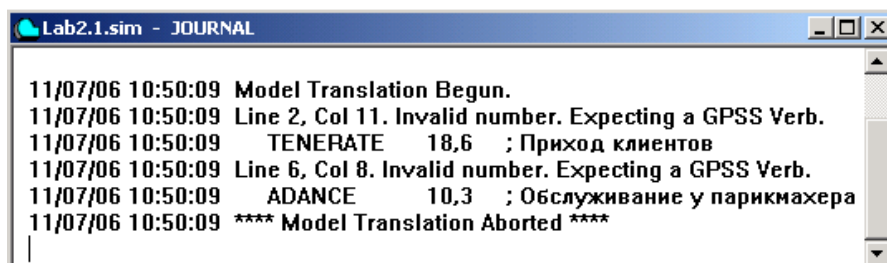 Lab2.1.sim - JOURNAL
11/07/06 10:50:09 Model Translation Begun.
11/07/06 10:50:09 Line 2, Col 11. Invalid number. Expecting a GPSS Verb.
11/07/06 10:50:09 TENERATE 18,6 ; Приход клиентов
11/07/06 10:50:09 Line 6, Col 8. Invalid number. Expecting a GPSS Verb.
11/07/06 10:50:09 ADANCE 10,3 ; Обслуживание у парикмахера
11/07/06 10:50:09 **** Model Translation Aborted ****